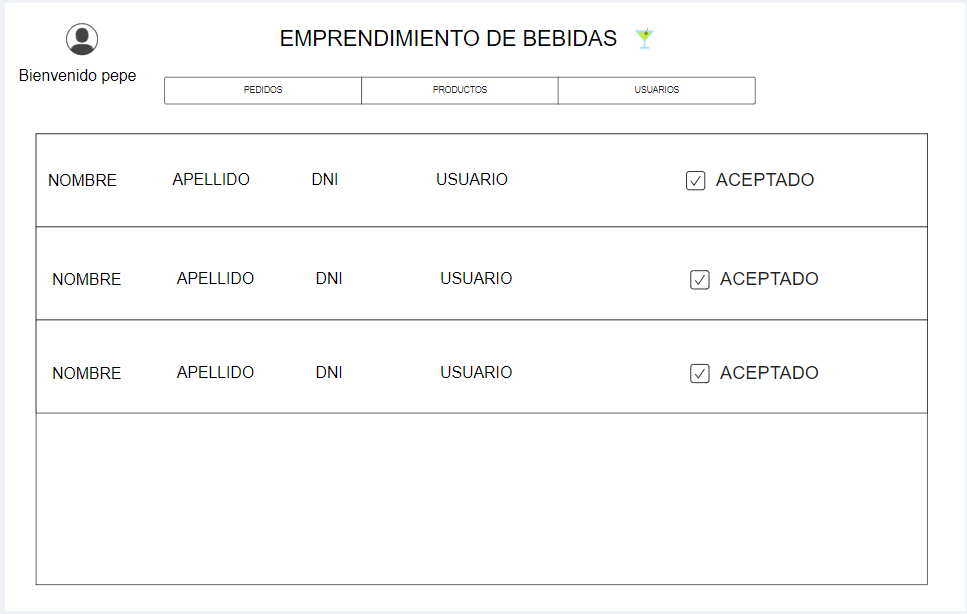 EMPRENDIMIENTO DE BEBIDAS
Bienvenido pepe
PEDIDOS PRODUCTOS USUARIOS
NOMBRE APELLIDO DNI USUARIO ACEPTADO
NOMBRE APELLIDO DNI USUARIO ACEPTADO
NOMBRE APELLIDO DNI USUARIO ACEPTADO